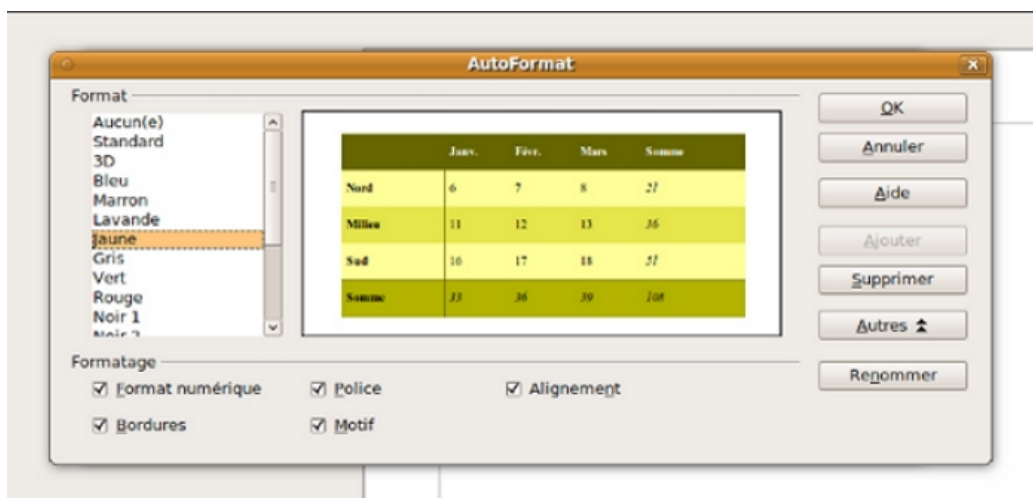 AutoFormat
Format
Aucun(e)
Standard
3D
Bleu
Marron
Lavande
Jaune
Gris
Vert
Rouge
Noir 1
Noir 2
Janv. Févr. Mars Somme
Nord 6 7 8 21
Milieu 11 12 13 36
Sud 16 17 18 51
Somme 33 36 39 108
OK
Annuler
Aide
Ajouter
Supprimer
Autres
Renommer
Formatage
Format numérique Police Alignement
Bordures Motif